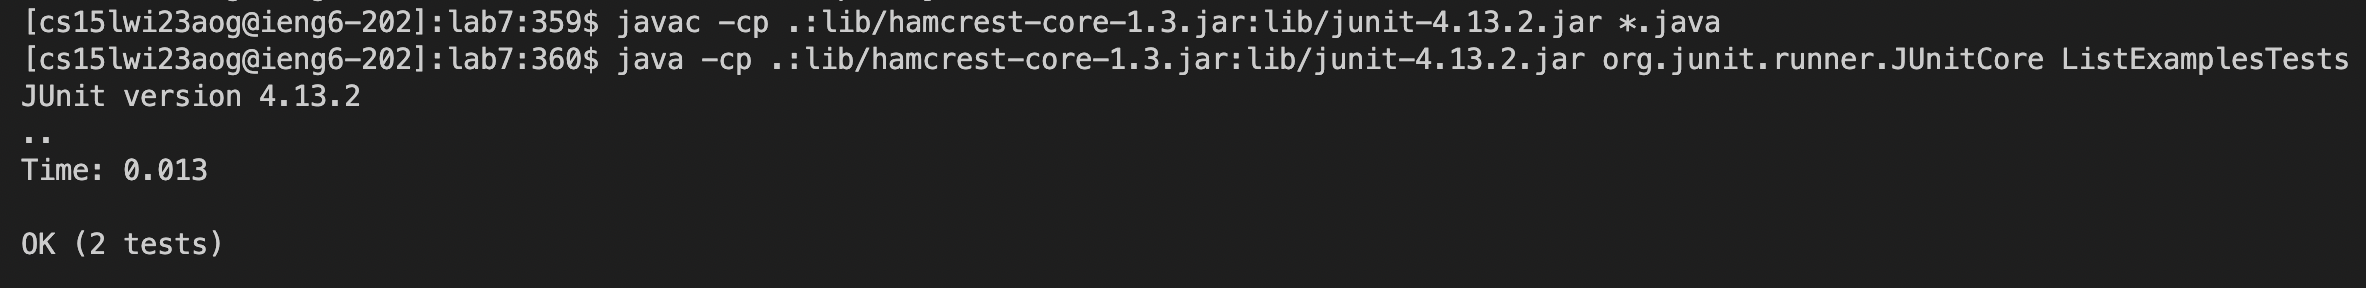 [cs15lwi23aog@ieng6-202]:lab7:359$ javac -cp .:lib/hamcrest-core-1.3.jar:lib/junit-4.13.2.jar *.java
[cs15lwi23aog@ieng6-202]:lab7:360$ java -cp .:lib/hamcrest-core-1.3.jar:lib/junit-4.13.2.jar org.junit.runner.JUnitCore ListExamplesTests
JUnit version 4.13.2
..
Time: 0.013
OK (2 tests)